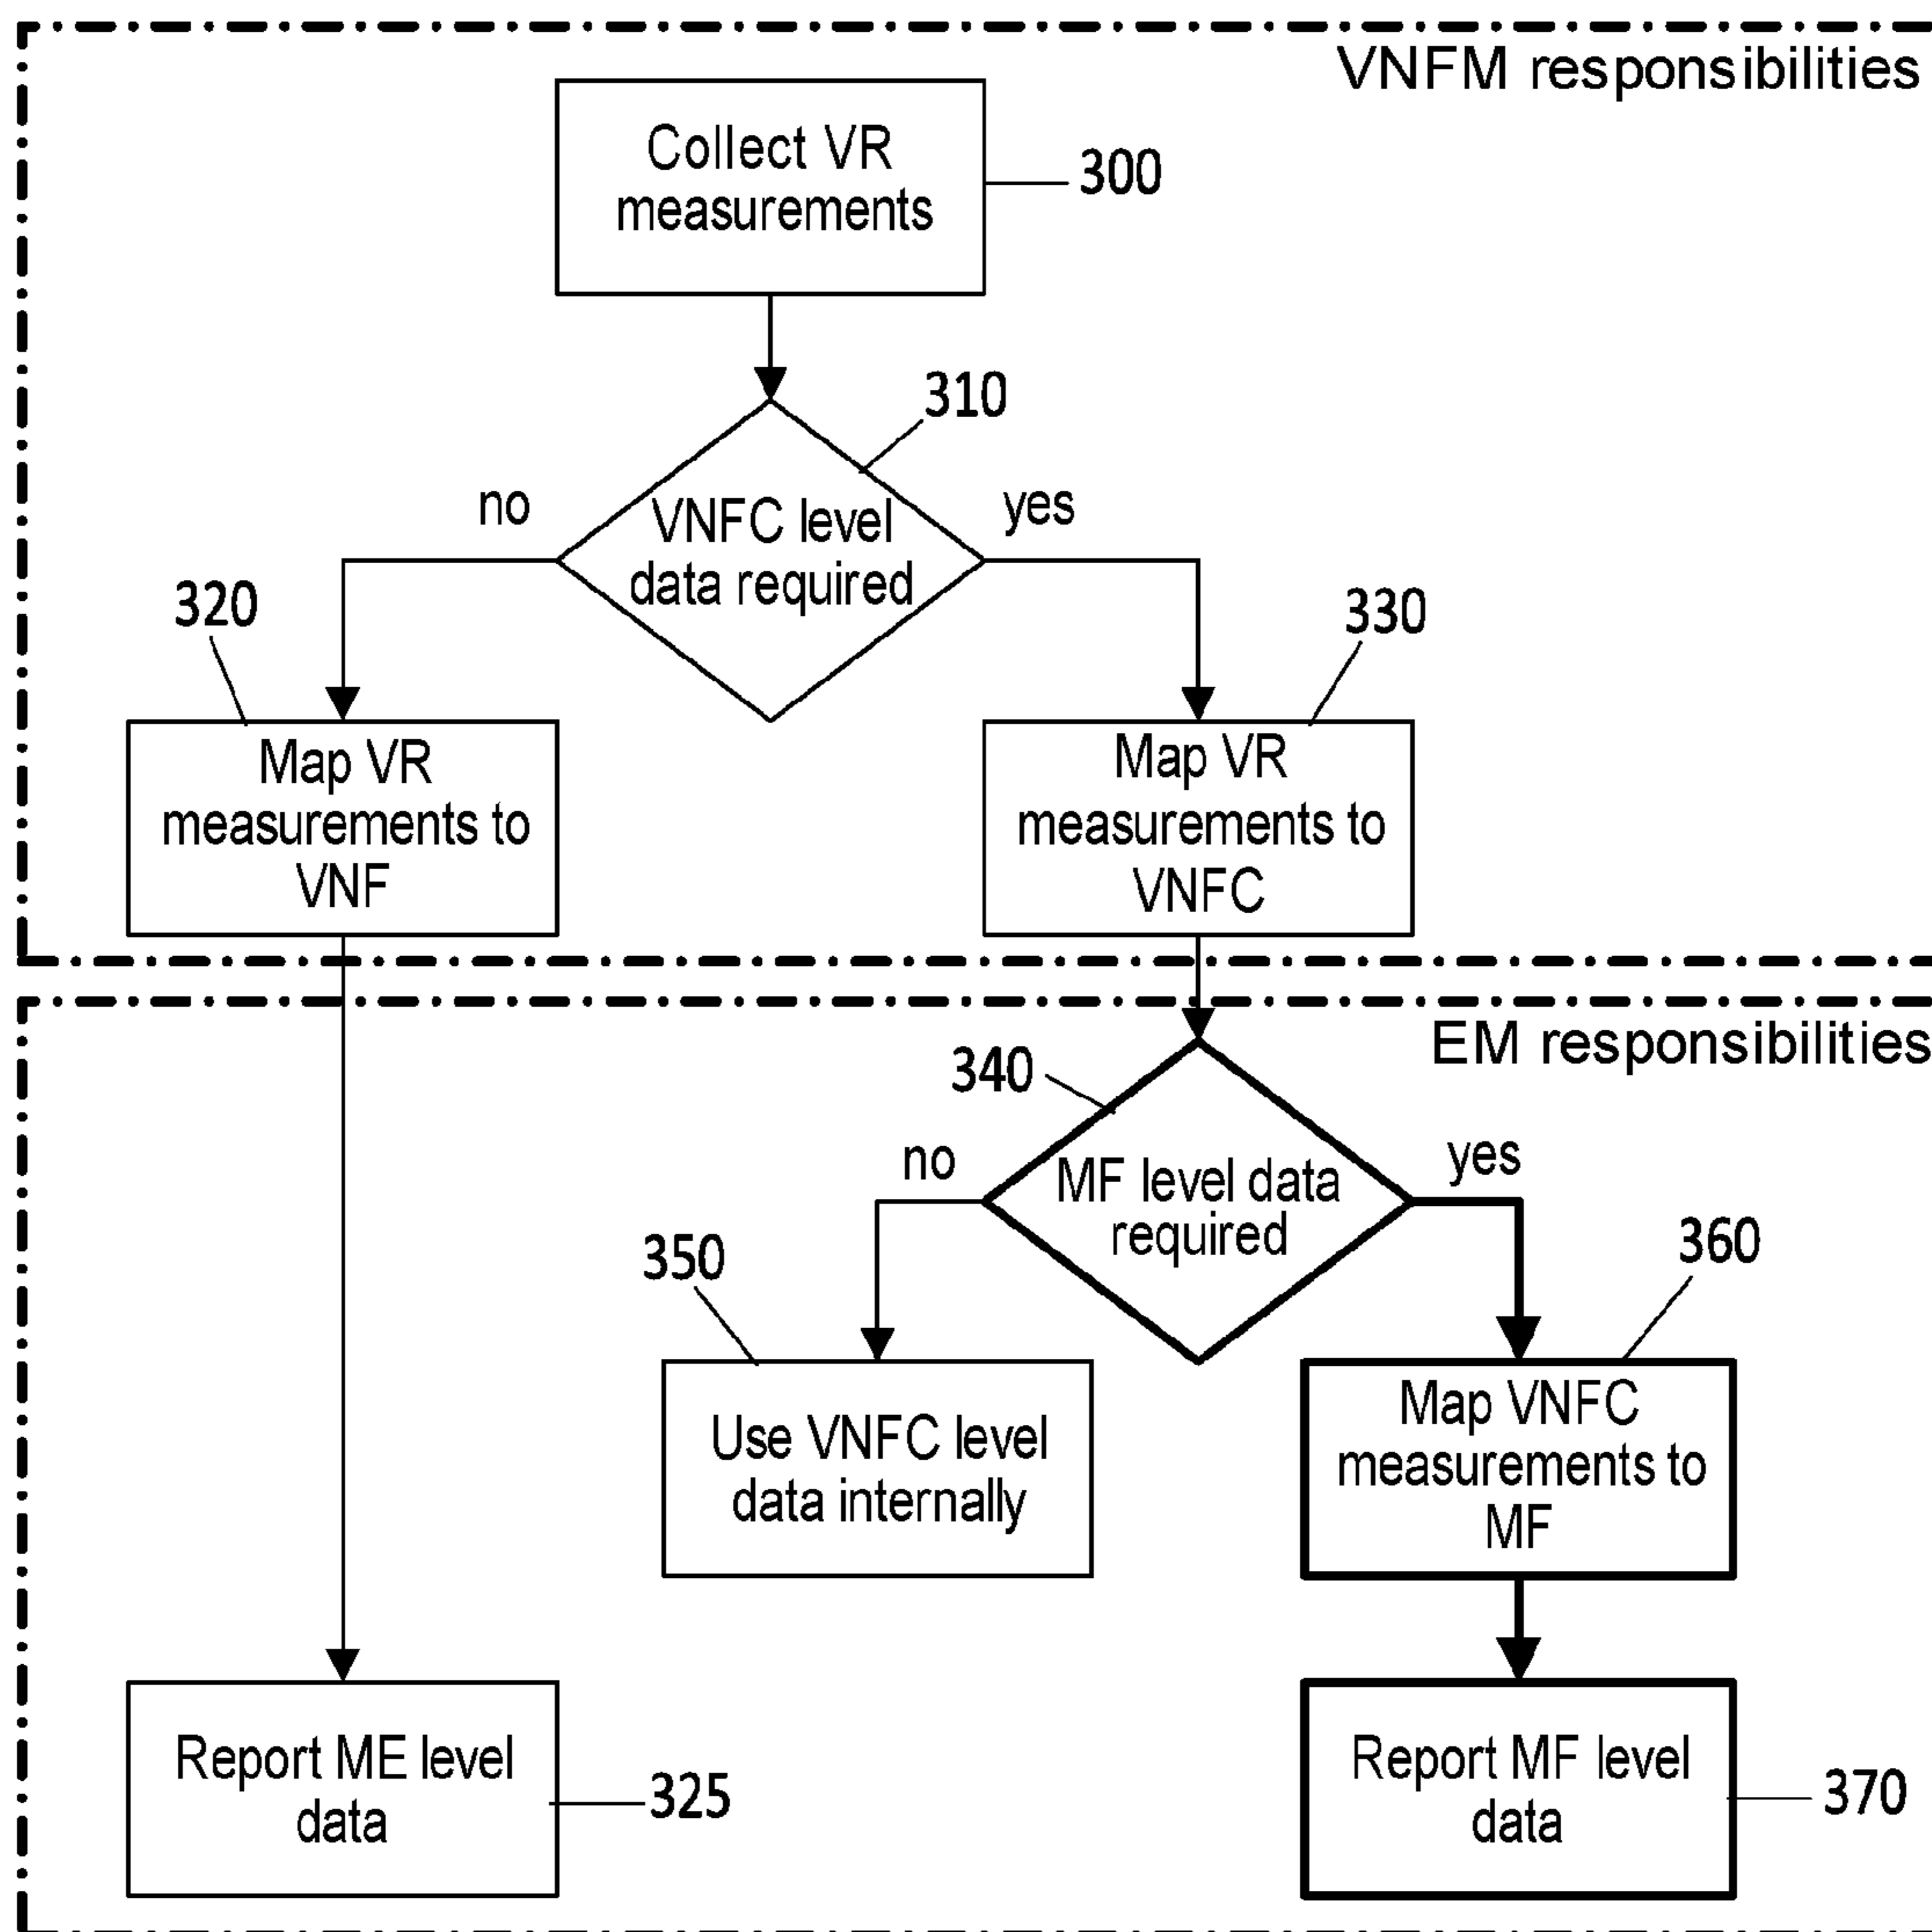 VNFM responsibilities
Collect VR
measurements
300
310
no
VNFC level
data required
yes
320
330
Map VR
measurements to
VNF
Map VR
measurements to
VNFC
EM responsibilities
340
no
MF level data
required
yes
350
360
Use VNFC level
data internally
Map VNFC
measurements to
MF
Report ME level
data
325
Report MF level
data
370